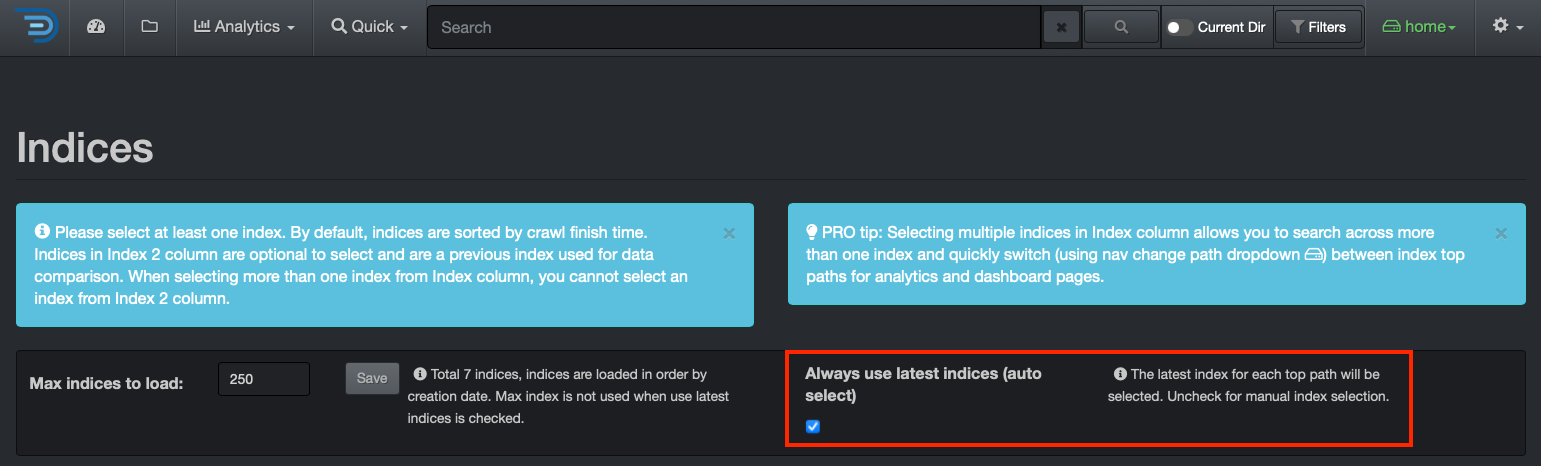 Analytics
Quick
Search
Current Dir
Filters
home
Indices
Please select at least one index. By default, indices are sorted by crawl finish time.
Indices in Index 2 column are optional to select and are a previous index used for data
comparison. When selecting more than one index from Index column, you cannot select an
index from Index 2 column.
PRO tip: Selecting multiple indices in Index column allows you to search across more
than one index and quickly switch (using nav change path dropdown ) between index top
paths for analytics and dashboard pages.
Max indices to load:
250
Save
Total 7 indices, indices are loaded in order by
creation date. Max index is not used when use latest
indices is checked.
Always use latest indices (auto
select)
The latest index for each top path will be
selected. Uncheck for manual index selection.